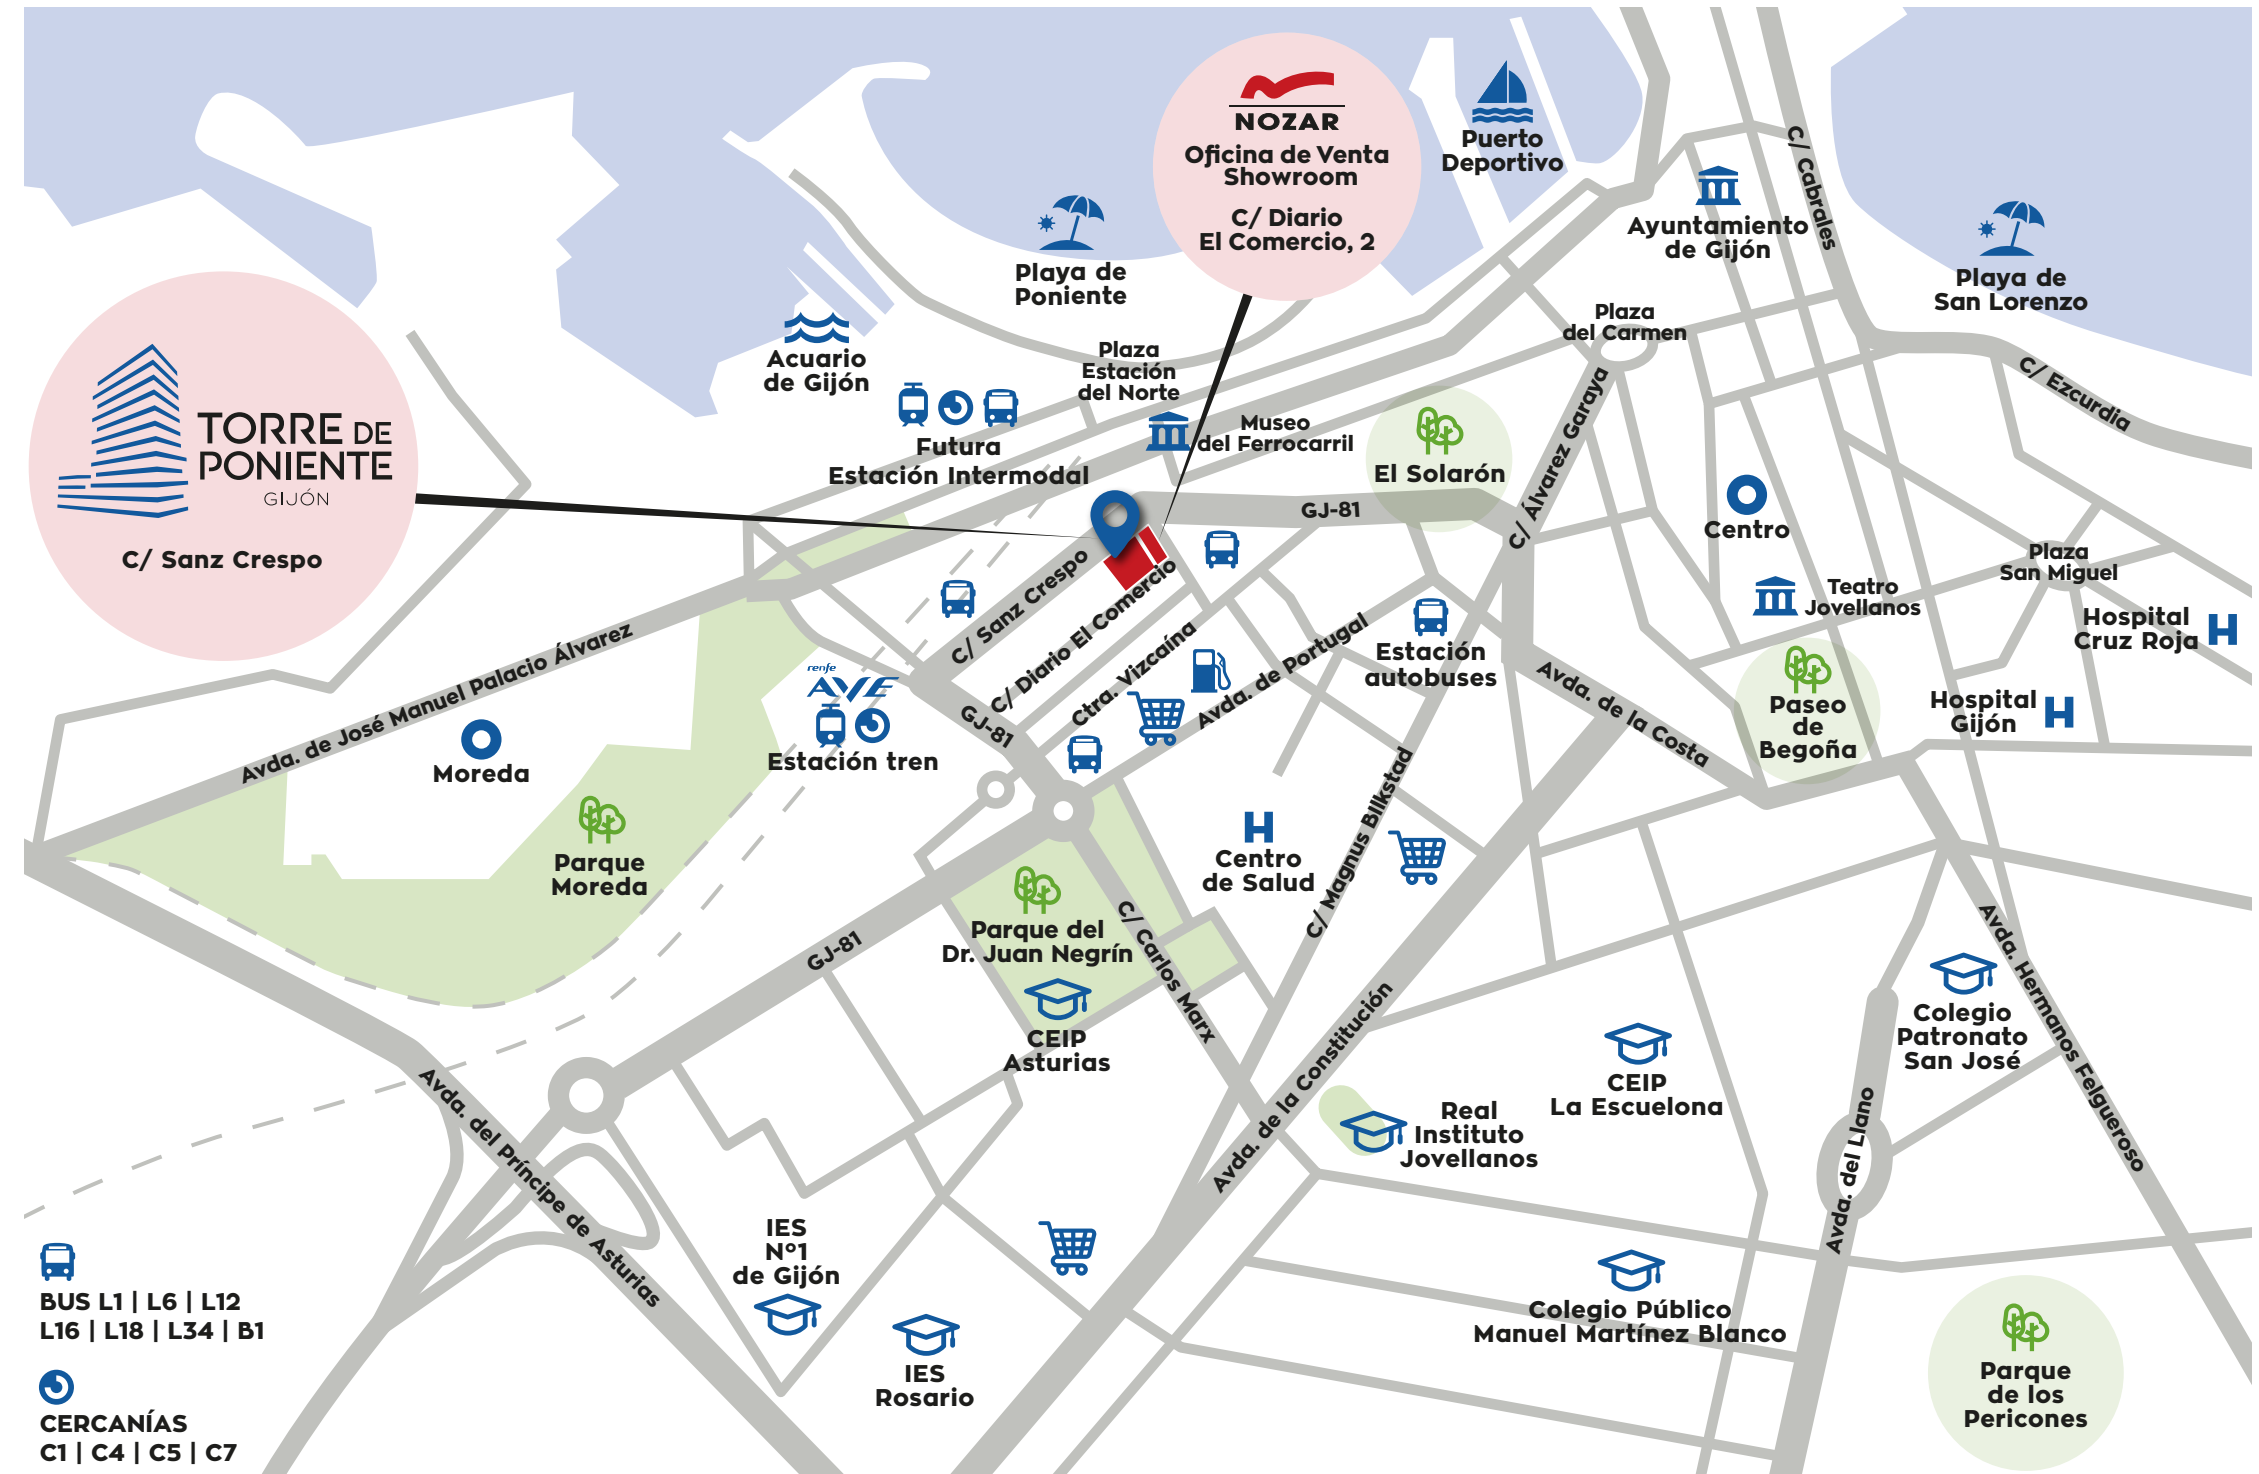 NOZAR
Oficina de Venta
Showroom
C/ Diario
El Comercio, 2
Puerto
Deportivo
C/ Cabrales
Ayuntamiento
de Gijón
Playa de
San Lorenzo
Playa de
Poniente
Acuario
de Gijón
Plaza
Estación
del Norte
Plaza
del Carmen
C/ Ezcurdia
TORRE DE
PONIENTE
GIJÓN
C/ Sanz Crespo
Futura
Estación Intermodal
Museo
del Ferrocarril
El Solarón
C/ Álvarez Garaya
GJ-81
Centro
Plaza
San Miguel
Teatro
Jovellanos
Hospital
Cruz Roja
Hospital
Gijón
C/ Sanz Crespo
C/ Diario El Comercio
Ctra. Vizcaína
Avda. de Portugal
Estación
autobuses
Avda. de la Costa
Paseo
de
Begoña
Avda. de José Manuel Palacio Álvarez
Moreda
renfe
AVE
Estación tren
GJ-81
Parque
Moreda
Centro
de Salud
C/ Magnus Blikstad
Parque del
Dr. Juan Negrín
C/ Carlos Marx
GJ-81
CEIP
Asturias
Avda. de la Constitución
Avda. Hermanos Felgueroso
Colegio
Patronato
San José
CEIP
La Escuelona
Real
Instituto
Jovellanos
Avda. del Llano
Avda. del Príncipe de Asturias
IES
Nº1
de Gijón
IES
Rosario
Colegio Público
Manuel Martínez Blanco
Parque
de los
Pericones
BUS L1 | L6 | L12
L16 | L18 | L34 | B1
CERCANÍAS
C1 | C4 | C5 | C7
H
H
H